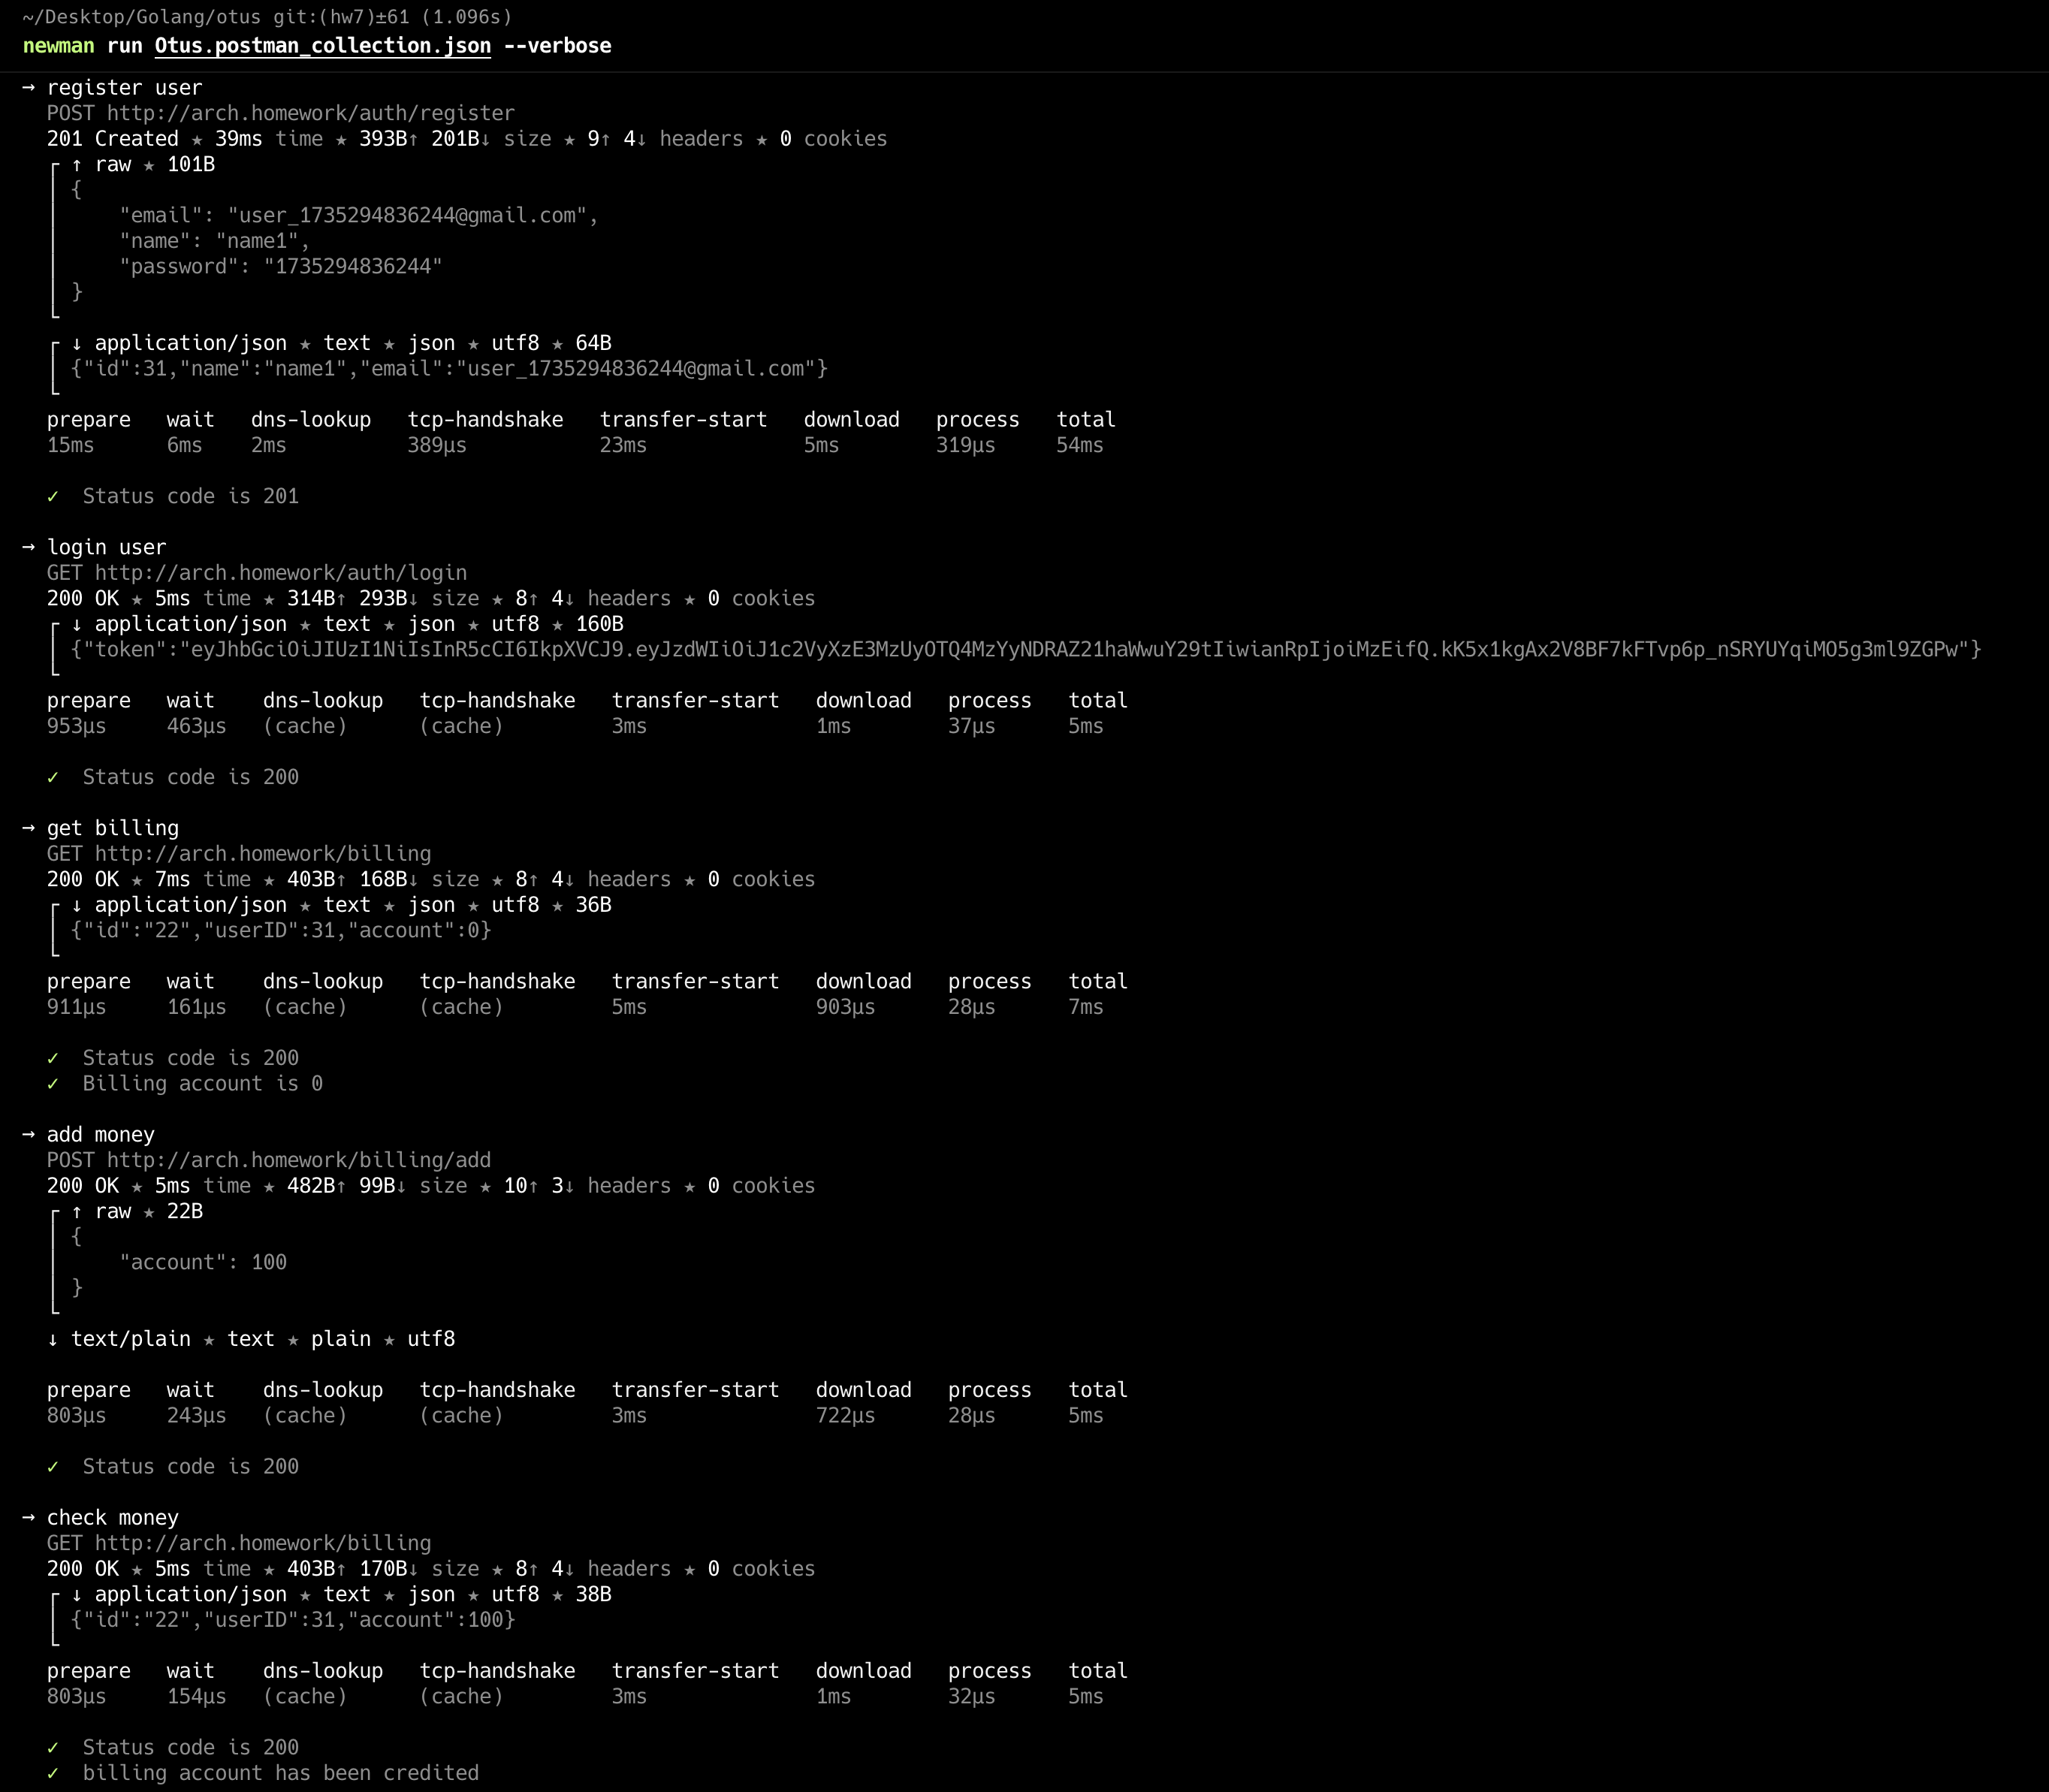 ~/Desktop/Golang/otus git:(hw7)±61 (1.096s)
newman run Otus.postman_collection.json --verbose
→ register user
POST http://arch.homework/auth/register
201 Created ★ 39ms time ★ 393B↑ 201B↓ size ★ 9↑ 4↓ headers ★ 0 cookies
┌ ↑ raw ★ 101B
│ {
│     "email": "user_1735294836244@gmail.com",
│     "name": "name1",
│     "password": "1735294836244"
│ }
└
┌ ↓ application/json ★ text ★ json ★ utf8 ★ 64B
│ {"id":31,"name":"name1","email":"user_1735294836244@gmail.com"}
└
prepare   wait   dns-lookup   tcp-handshake   transfer-start   download   process   total
15ms      6ms    2ms          389µs           23ms             5ms        319µs     54ms
✓  Status code is 201
→ login user
GET http://arch.homework/auth/login
200 OK ★ 5ms time ★ 314B↑ 293B↓ size ★ 8↑ 4↓ headers ★ 0 cookies
┌ ↓ application/json ★ text ★ json ★ utf8 ★ 160B
│ {"token":"eyJhbGciOiJIUzI1NiIsInR5cCI6IkpXVCJ9.eyJzdWIiOiJ1c2VyXzE3MzUyOTQ4MzYyNDRAZ21haWwuY29tIiwianRpIjoiMzEifQ.kK5x1kgAx2V8BF7kFTvp6p_nSRYUYqiMO5g3ml9ZGPw"}
└
prepare   wait    dns-lookup   tcp-handshake   transfer-start   download   process   total
953µs     463µs   (cache)      (cache)         3ms              1ms        37µs      5ms
✓  Status code is 200
→ get billing
GET http://arch.homework/billing
200 OK ★ 7ms time ★ 403B↑ 168B↓ size ★ 8↑ 4↓ headers ★ 0 cookies
┌ ↓ application/json ★ text ★ json ★ utf8 ★ 36B
│ {"id":"22","userID":31,"account":0}
└
prepare   wait    dns-lookup   tcp-handshake   transfer-start   download   process   total
911µs     161µs   (cache)      (cache)         5ms              903µs      28µs      7ms
✓  Status code is 200
✓  Billing account is 0
→ add money
POST http://arch.homework/billing/add
200 OK ★ 5ms time ★ 482B↑ 99B↓ size ★ 10↑ 3↓ headers ★ 0 cookies
┌ ↑ raw ★ 22B
│ {
│     "account": 100
│ }
└
↓ text/plain ★ text ★ plain ★ utf8
prepare   wait    dns-lookup   tcp-handshake   transfer-start   download   process   total
803µs     243µs   (cache)      (cache)         3ms              722µs      28µs      5ms
✓  Status code is 200
→ check money
GET http://arch.homework/billing
200 OK ★ 5ms time ★ 403B↑ 170B↓ size ★ 8↑ 4↓ headers ★ 0 cookies
┌ ↓ application/json ★ text ★ json ★ utf8 ★ 38B
│ {"id":"22","userID":31,"account":100}
└
prepare   wait    dns-lookup   tcp-handshake   transfer-start   download   process   total
803µs     154µs   (cache)      (cache)         3ms              1ms        32µs      5ms
✓  Status code is 200
✓  billing account has been credited